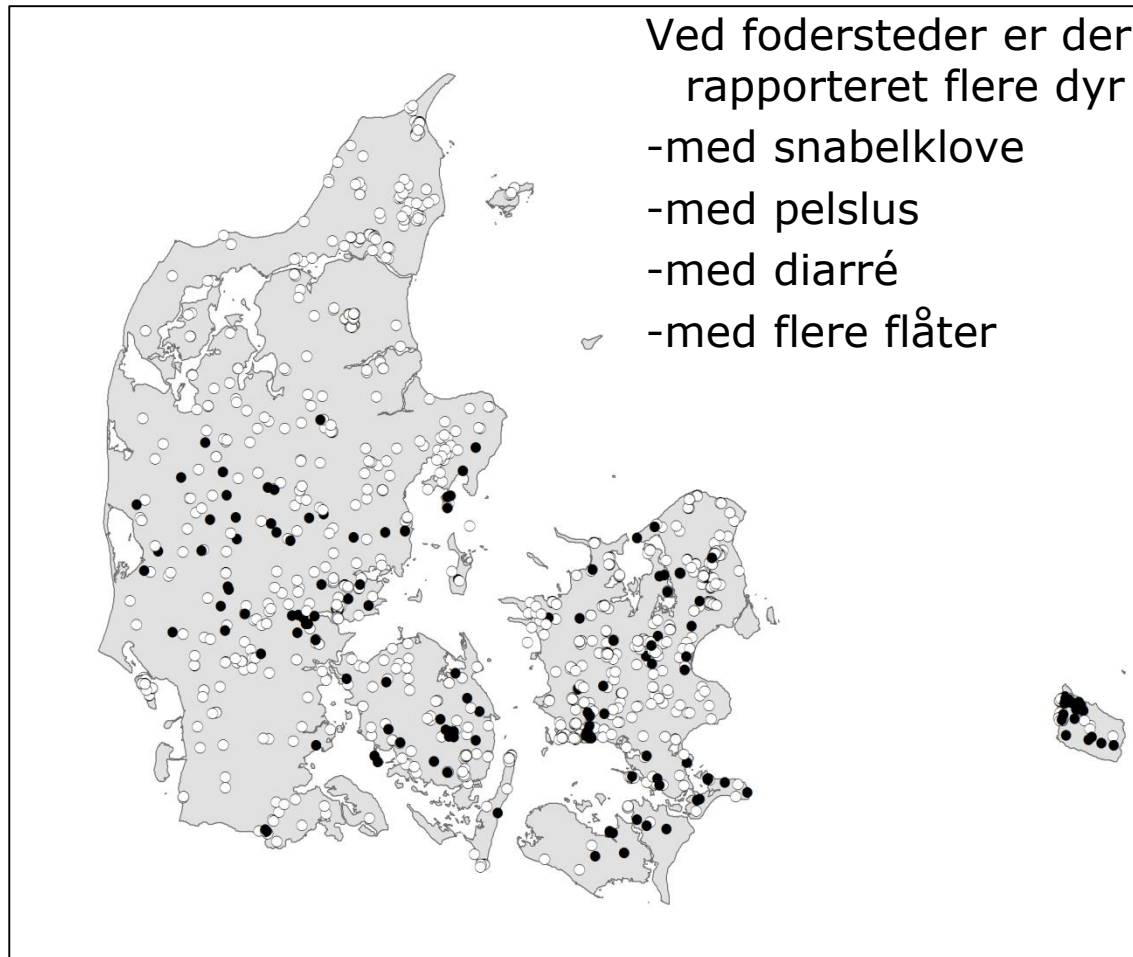 Ved fodersteder er der
rapporteret flere dyr
-med snabelklove
-med pelslus
-med diarré
-med flere flåter